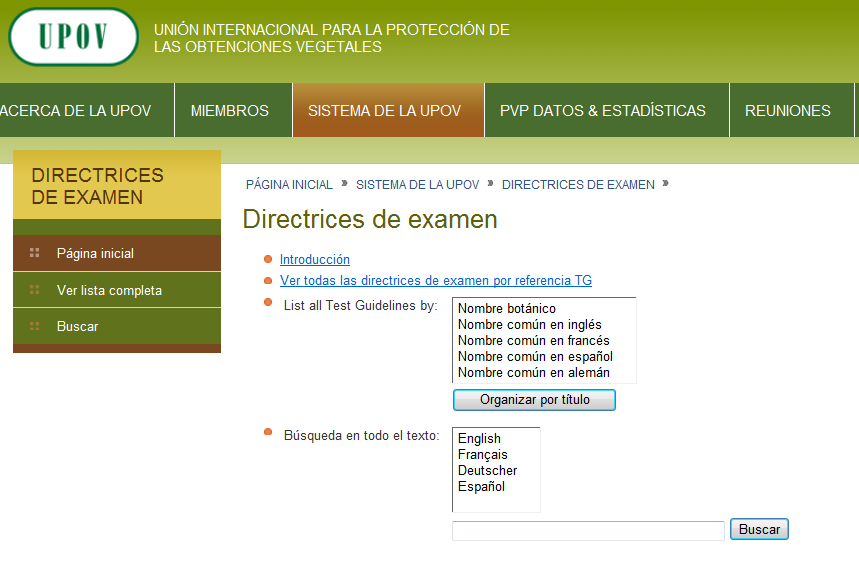 UPOV
UNIÓN INTERNACIONAL PARA LA PROTECCIÓN DE
LAS OBTENCIONES VEGETALES
ACERCA DE LA UPOV
MIEMBROS
SISTEMA DE LA UPOV
PVP DATOS & ESTADÍSTICAS
REUNIONES
DIRECTRICES
DE EXAMEN
Página inicial
Ver lista completa
Buscar
PÁGINA INICIAL » SISTEMA DE LA UPOV » DIRECTRICES DE EXAMEN »
Directrices de examen
Introducción
Ver todas las directrices de examen por referencia TG
List all Test Guidelines by:
Nombre botánico
Nombre común en inglés
Nombre común en francés
Nombre común en español
Nombre común en alemán
Organizar por título
Búsqueda en todo el texto:
English
Français
Deutscher
Español
Buscar